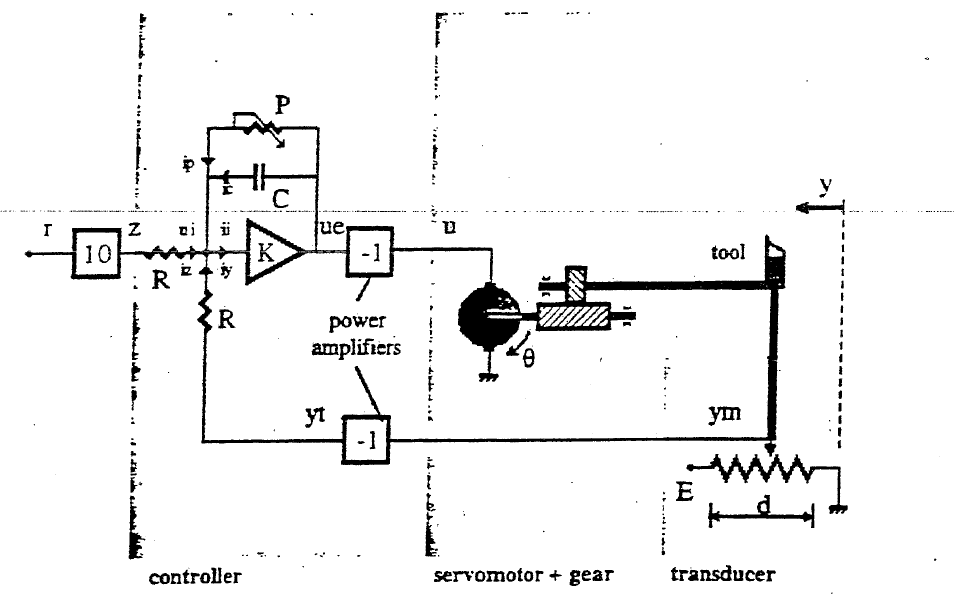 P
ip
ic
C
y
r
10
z
ui
ii
K
ue
-1
u
tool
R
iz
iy
R
power
amplifiers
θ
yt
-1
ym
E
d
controller
servomotor + gear
transducer